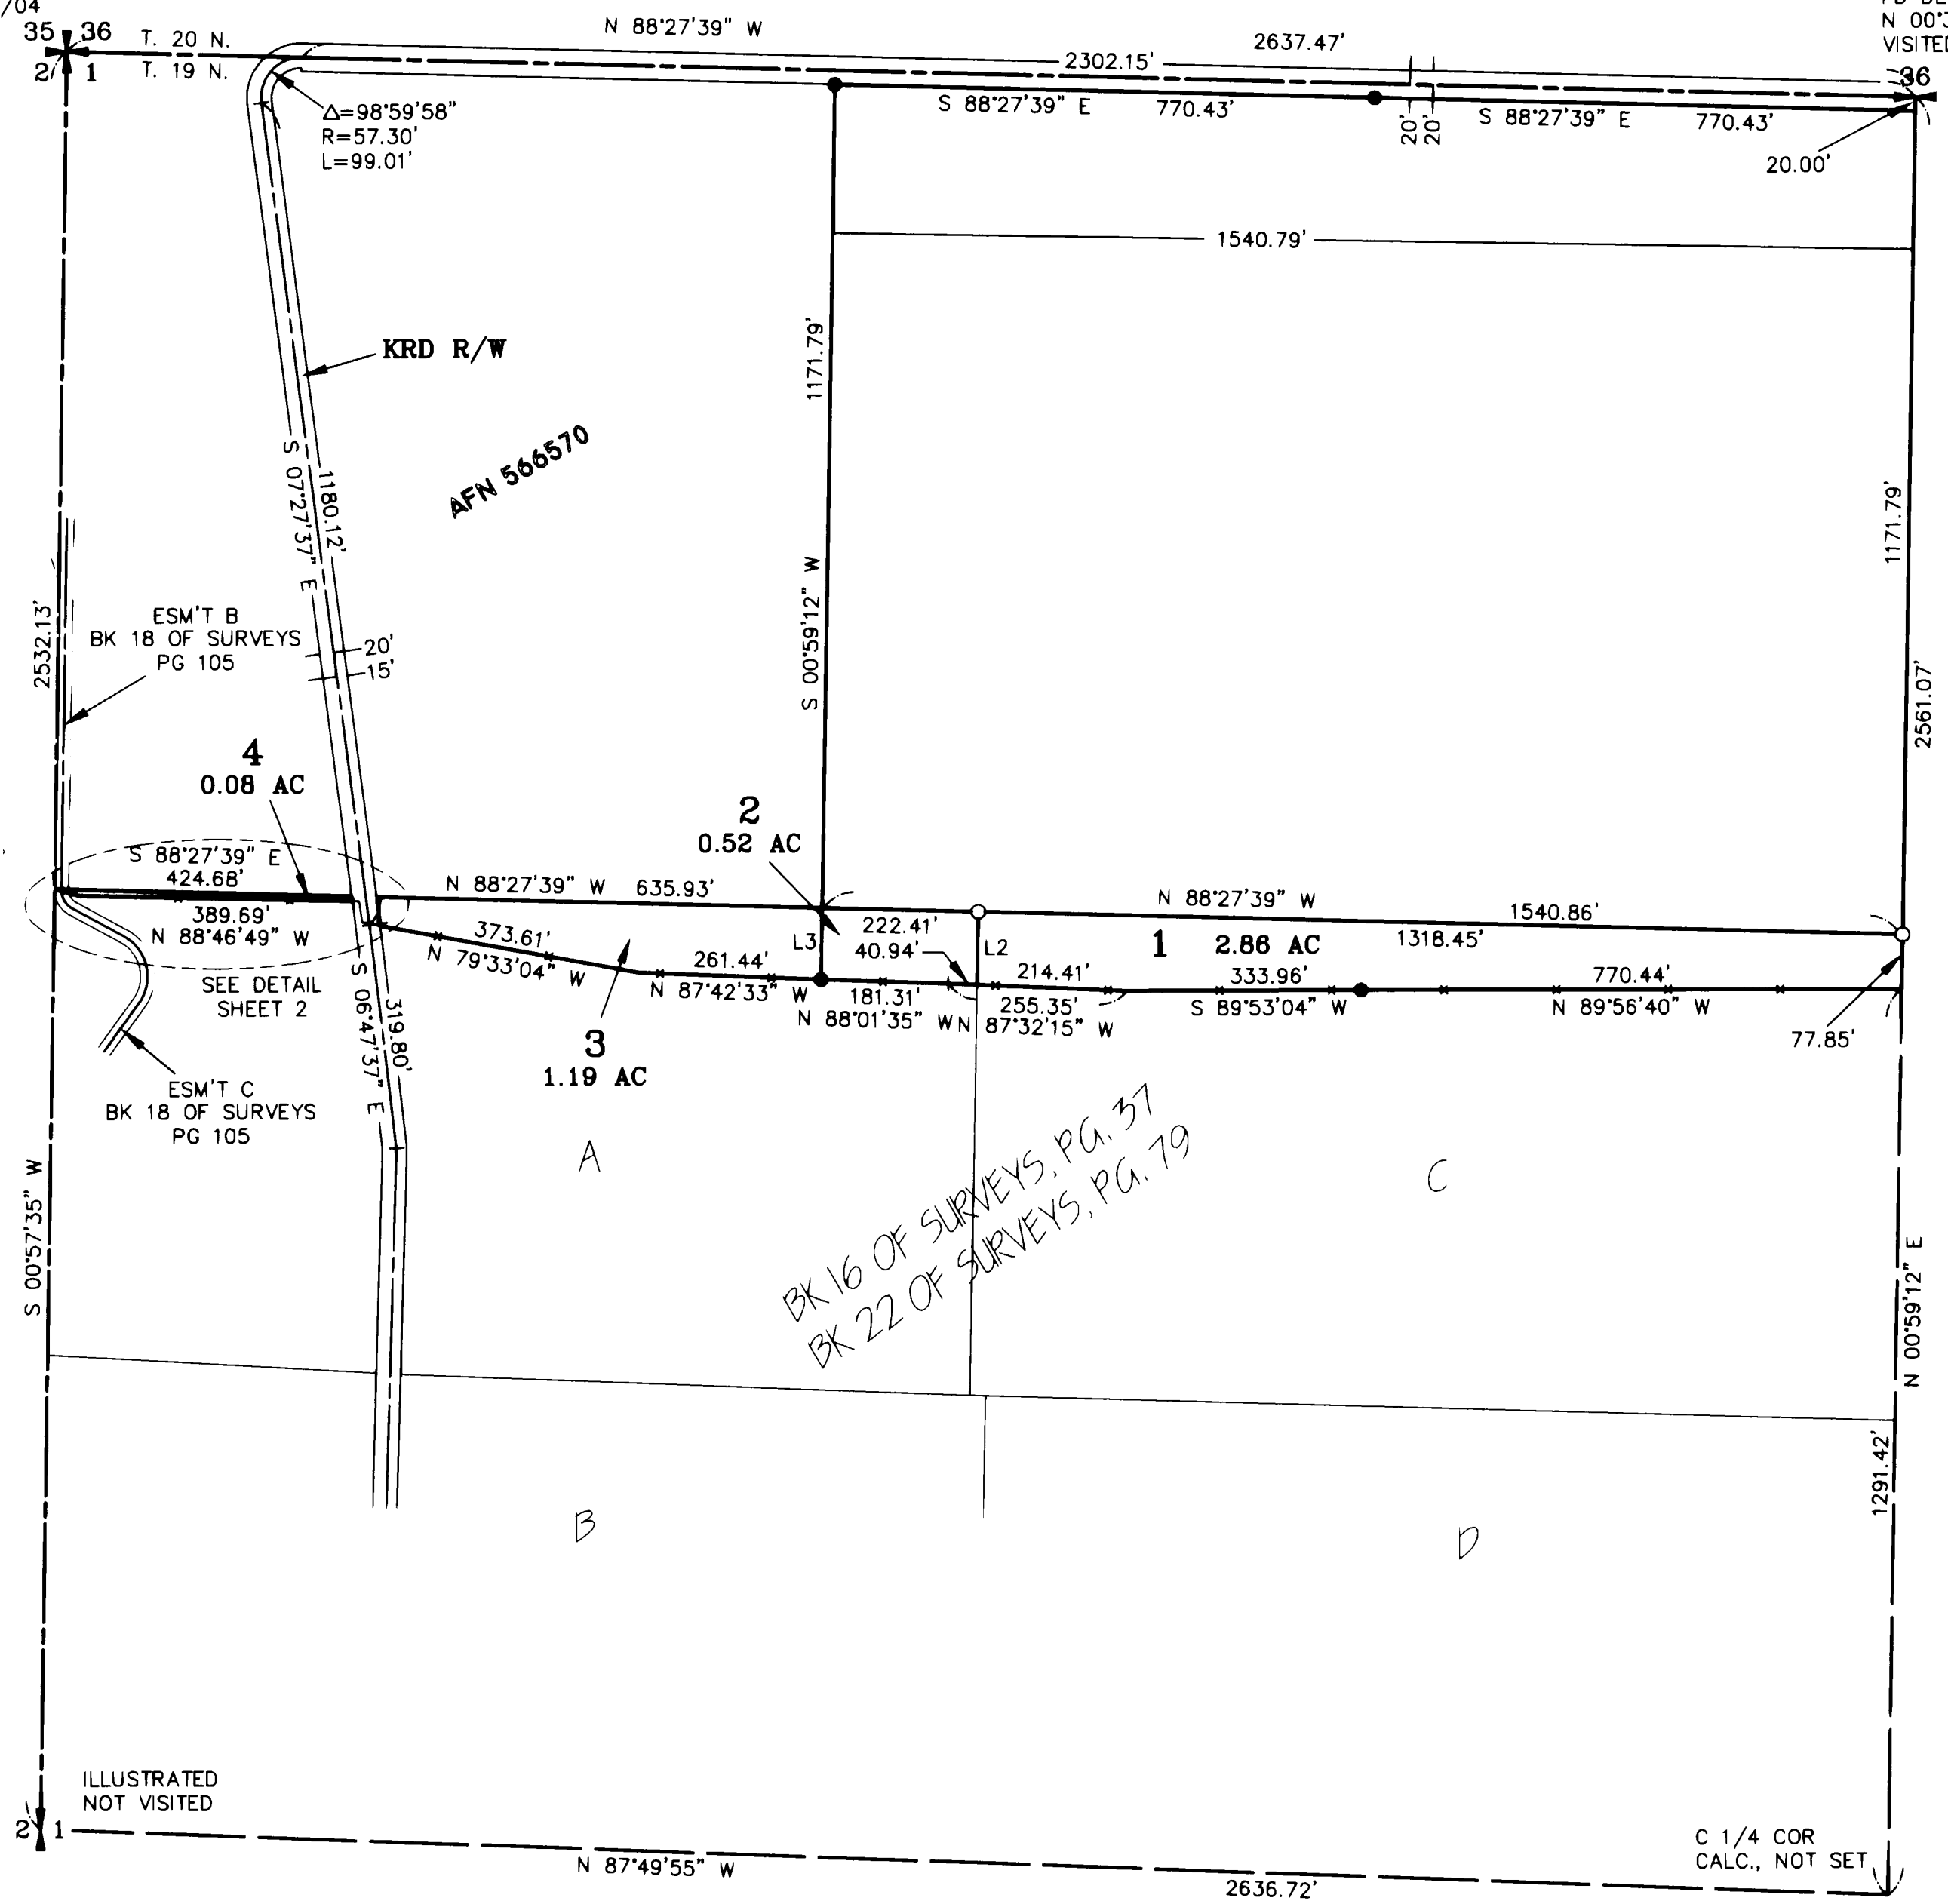 /04
35 36
T. 20 N.
2 1
T. 19 N.
N 88°27'39" W
2637.47'
2302.15'
N 00°3
VISITED
36
Δ=98°59'58"
R=57.30'
L=99.01'
S 88°27'39" E 770.43'
20'
20'
S 88°27'39" E 770.43'
20.00'
1540.79'
KRD R/W
AFN 566570
1171.79'
S 00°59'12" W
1171.79'
2561.07'
S 07°27'37" E
1180.12'
20'
15'
2532.13'
ESM'T B
BK 18 OF SURVEYS
PG 105
4
0.08 AC
2
0.52 AC
S 88°27'39" E
424.68'
389.69'
N 88°46'49" W
SEE DETAIL
SHEET 2
N 88°27'39" W 635.93'
373.61'
N 79°33'04" W
261.44'
N 87°42'33" W
L3
222.41'
40.94'
L2
181.31'
N 88°01'35" W
N 88°27'39" W
1540.86'
1 2.86 AC
1318.45'
214.41'
255.35'
N 87°32'15" W
333.96'
S 89°53'04" W
770.44'
N 89°56'40" W
77.85'
S 06°47'37" E
319.80'
3
1.19 AC
ESM'T C
BK 18 OF SURVEYS
PG 105
A
C
BK 16 OF SURVEYS, PG. 37
BK 22 OF SURVEYS, PG. 79
S 00°57'35" W
N 00°59'12" E
1291.42'
B
D
ILLUSTRATED
NOT VISITED
2 1
N 87°49'55" W
2636.72'
C 1/4 COR
CALC., NOT SET